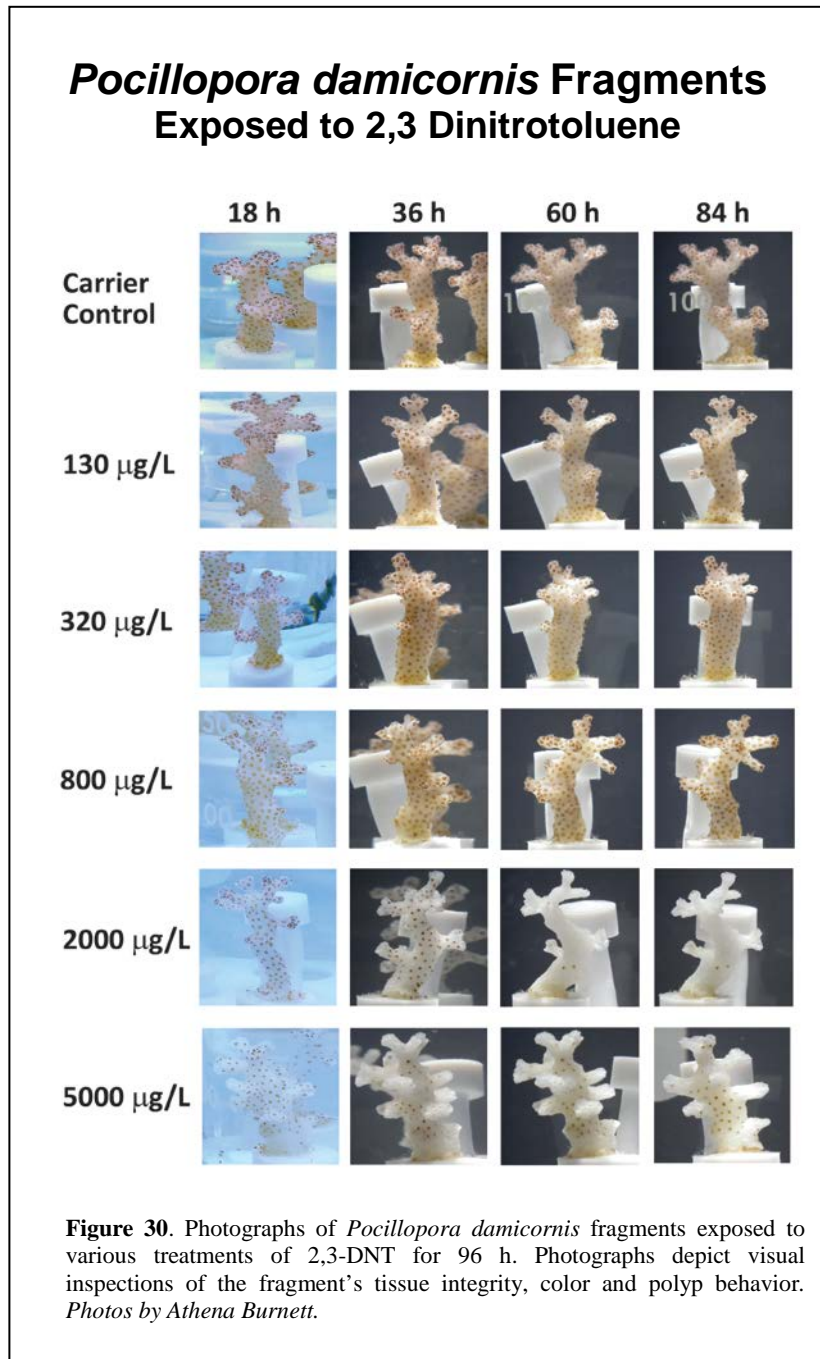 Pocillopora damicornis Fragments
Exposed to 2,3 Dinitrotoluene
18 h 36 h 60 h 84 h
Carrier
Control
100
130 µg/L
320 µg/L
800 µg/L
2000 µg/L
5000 µg/L
Figure 30. Photographs of Pocillopora damicornis fragments exposed to
various treatments of 2,3-DNT for 96 h. Photographs depict visual
inspections of the fragment's tissue integrity, color and polyp behavior.
Photos by Athena Burnett.